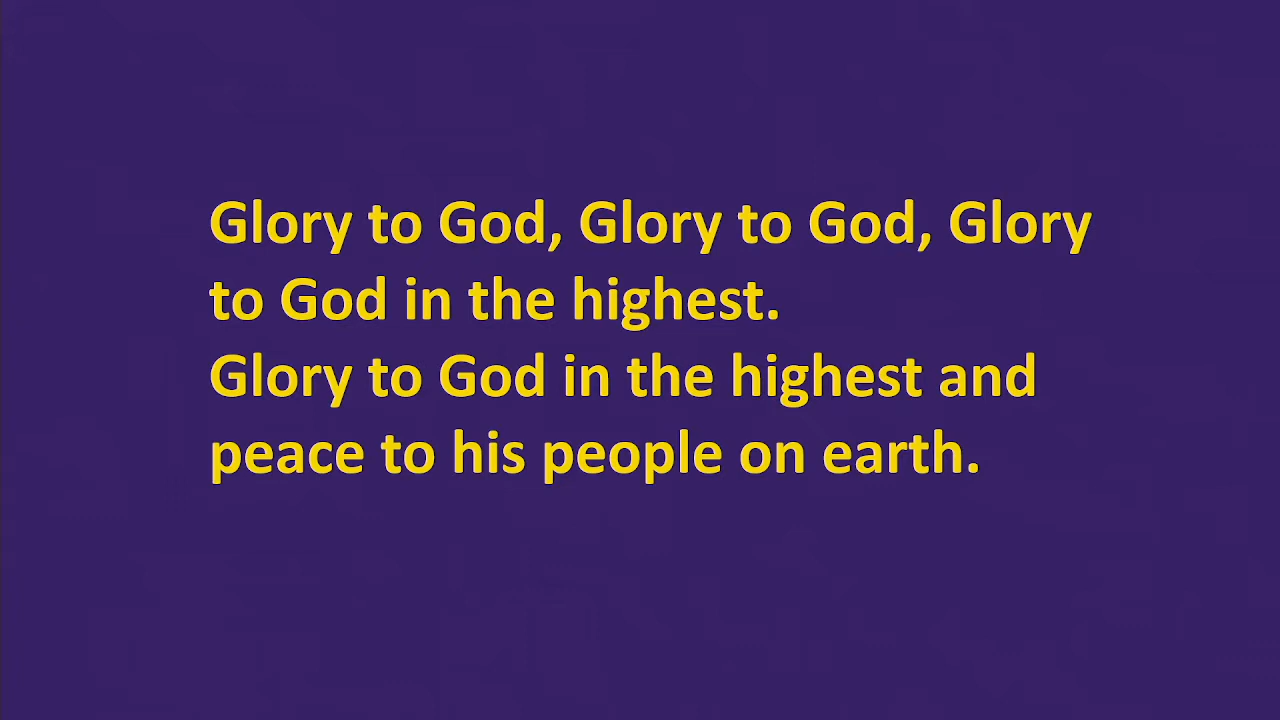 Glory to God, Glory to God, Glory
to God in the highest.
Glory to God in the highest and
peace to his people on earth.